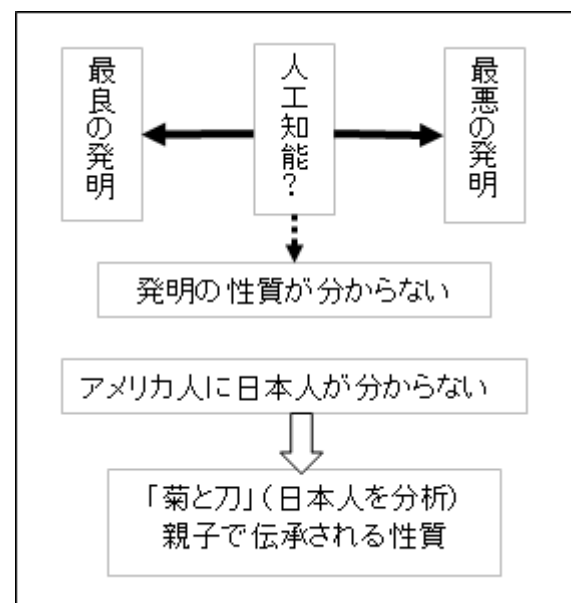 最良の発明
人工知能?
最悪の発明
発明の性質が分からない
アメリカ人に日本人が分からない
「菊と刀」(日本人を分析)
親子で伝承される性質